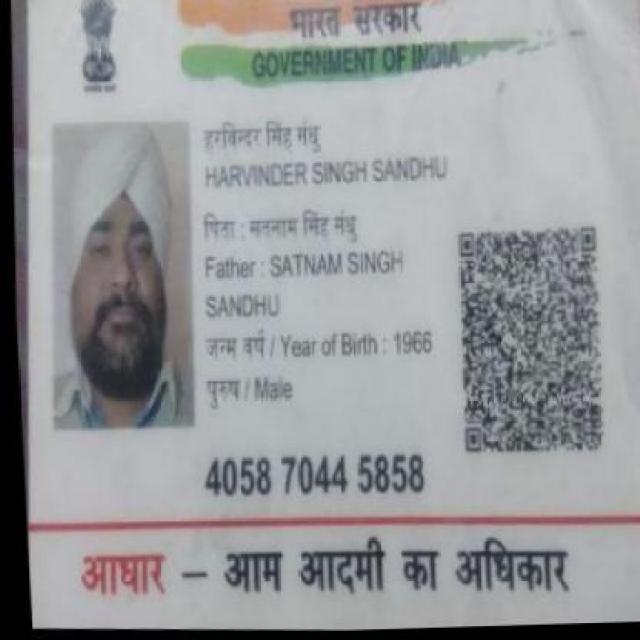 भारत सरकार
GOVERNMENT OF INDIA
हरविन्दर सिंह संधु
HARVINDER SINGH SANDHU
पिता : सतनाम सिंह संधु
Father : SATNAM SINGH
SANDHU
जन्म वर्ष / Year of Birth : 1966
पुरुष / Male
4058 7044 5858
आधार – आम आदमी का अधिकार